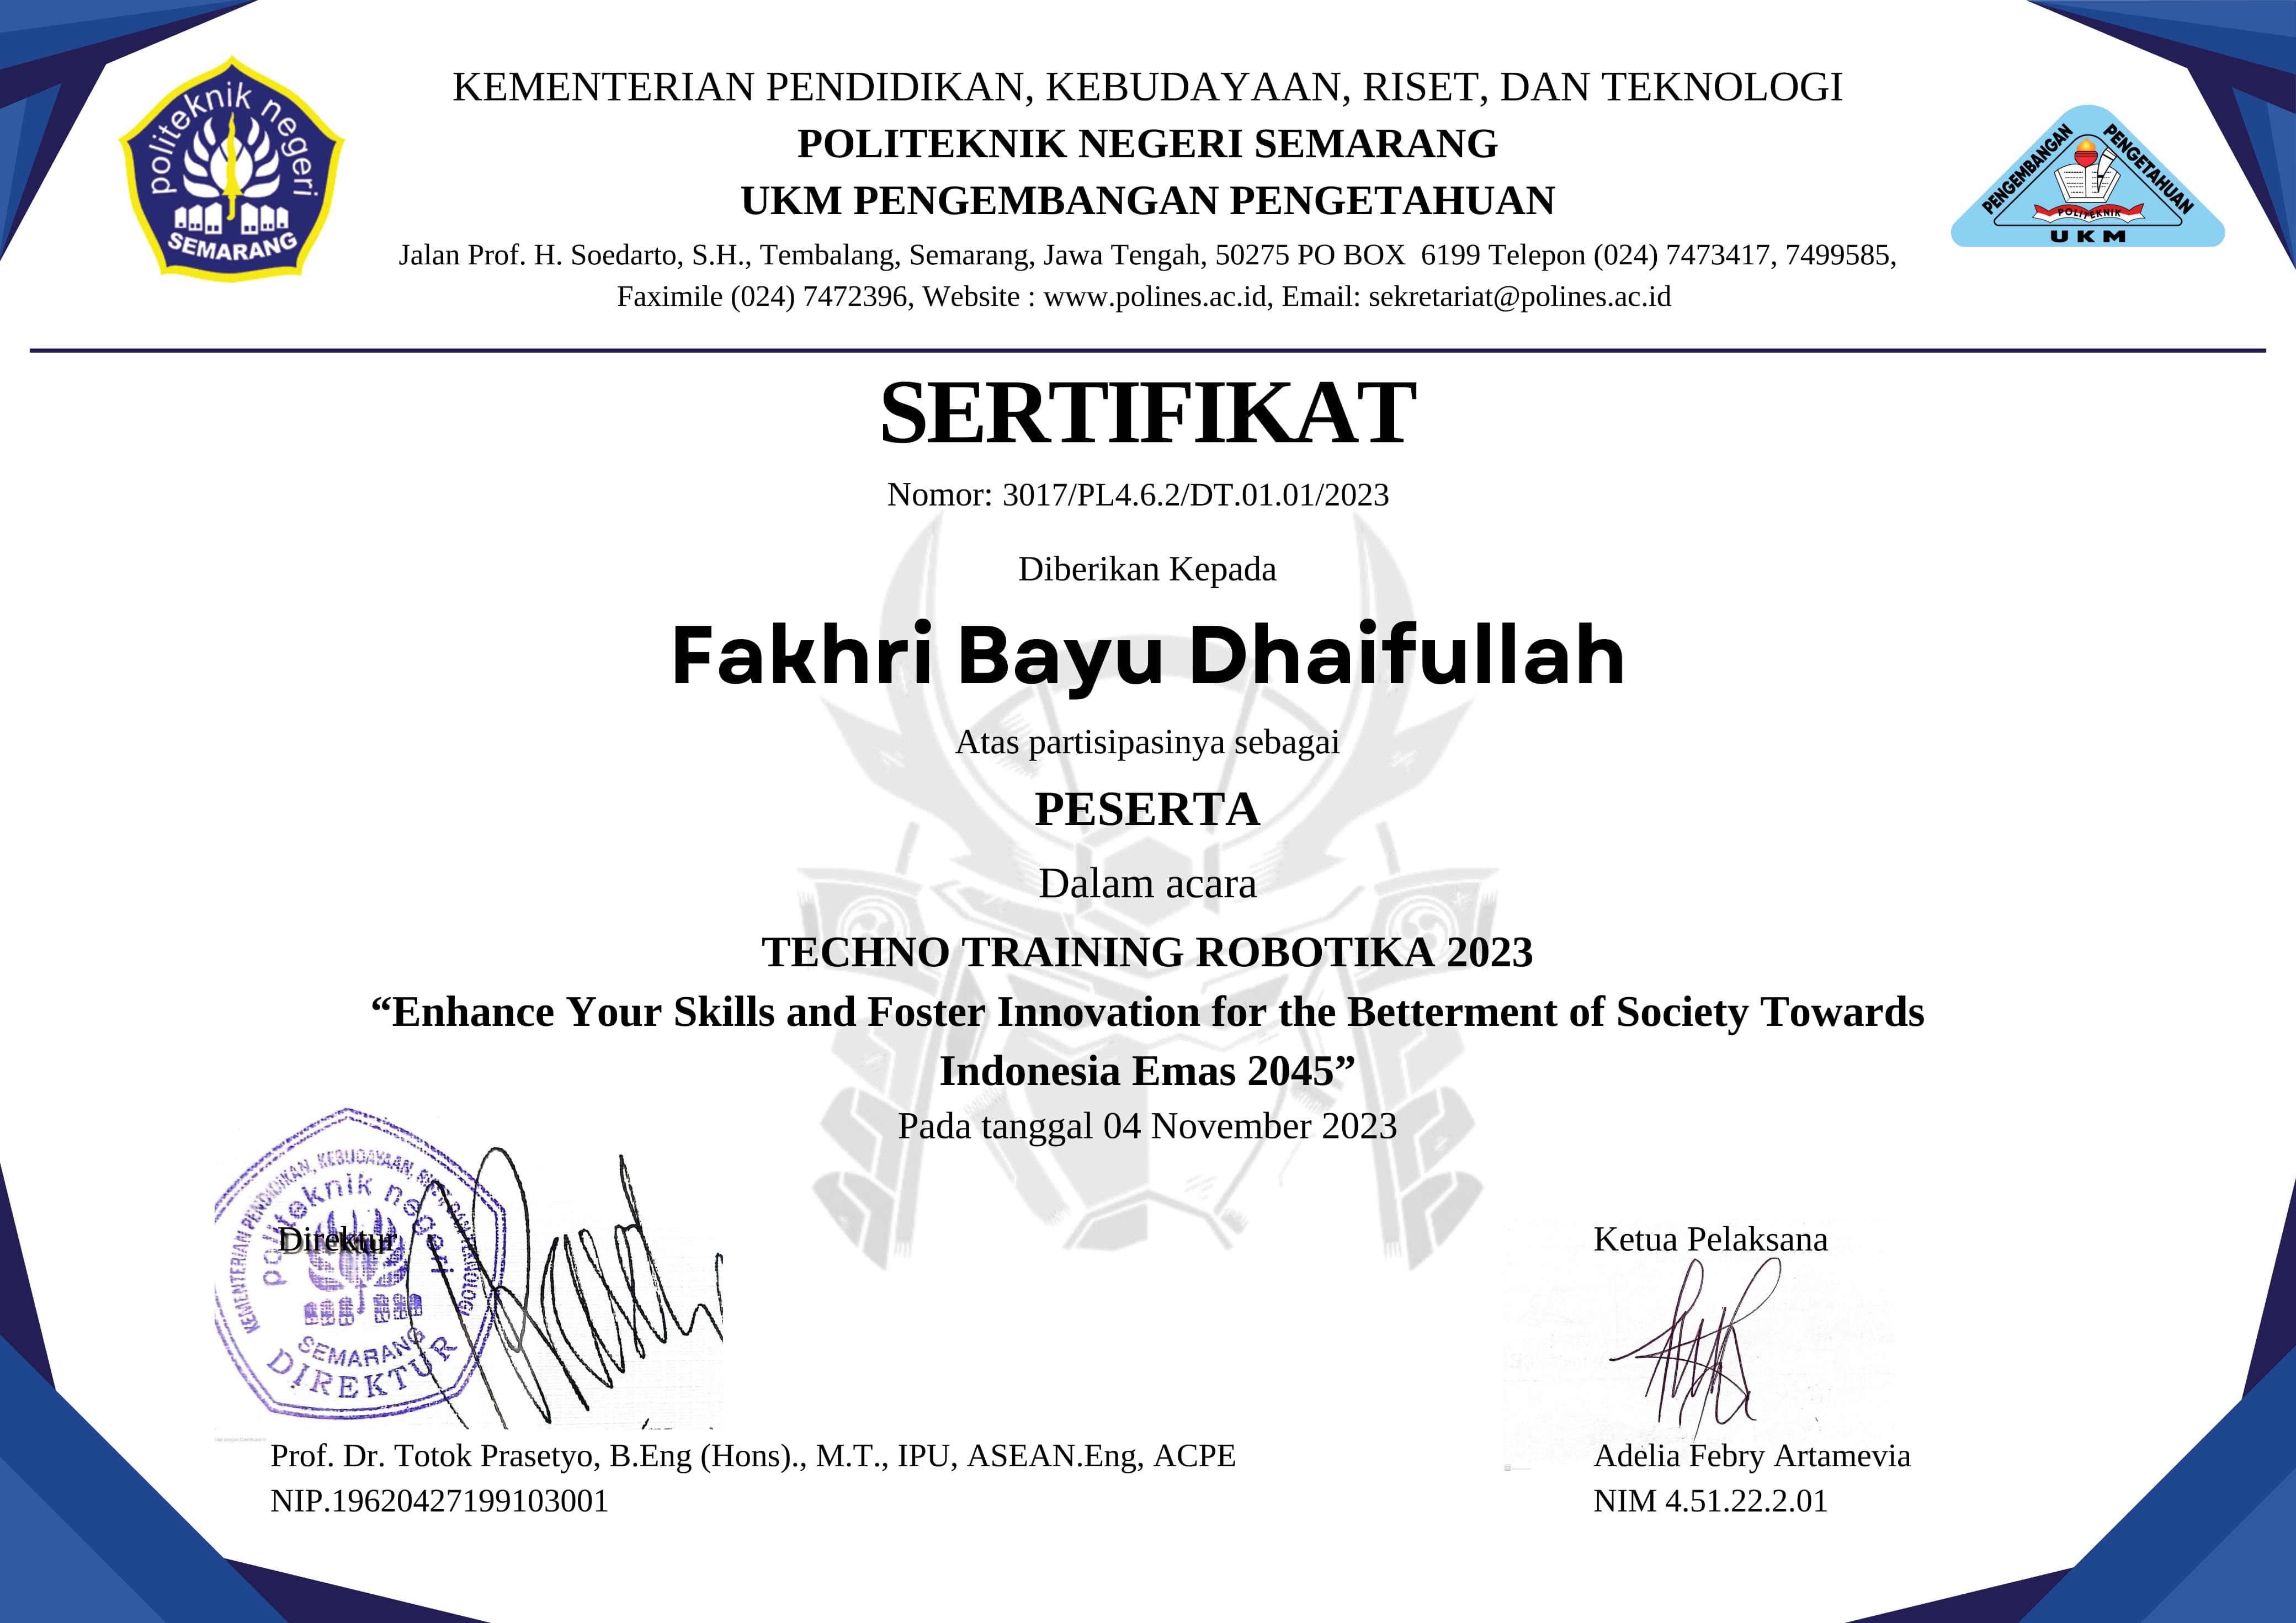 politeknik negeri
SEMARANG
KEMENTERIAN PENDIDIKAN, KEBUDAYAAN, RISET, DAN TEKNOLOGI
POLITEKNIK NEGERI SEMARANG
UKM PENGEMBANGAN PENGETAHUAN
Jalan Prof. H. Soedarto, S.H., Tembalang, Semarang, Jawa Tengah, 50275 PO BOX  6199 Telepon (024) 7473417, 7499585,
Faximile (024) 7472396, Website : www.polines.ac.id, Email: sekretariat@polines.ac.id
PENGEMBANGAN PENGETAHUAN
POLITEKNIK
UKM
SERTIFIKAT
Nomor: 3017/PL4.6.2/DT.01.01/2023
Diberikan Kepada
Fakhri Bayu Dhaifullah
Atas partisipasinya sebagai
PESERTA
Dalam acara
TECHNO TRAINING ROBOTIKA 2023
“Enhance Your Skills and Foster Innovation for the Betterment of Society Towards
Indonesia Emas 2045”
Pada tanggal 04 November 2023
Direktur
KEMENTERIAN PENDIDIKAN, KEBUDAYAAN, RISET, DAN TEKNOLOGI
politeknik negeri
SEMARANG
DIREKTUR
Prof. Dr. Totok Prasetyo, B.Eng (Hons)., M.T., IPU, ASEAN.Eng, ACPE
NIP.19620427199103001
Ketua Pelaksana
Adelia Febry Artamevia
NIM 4.51.22.2.01